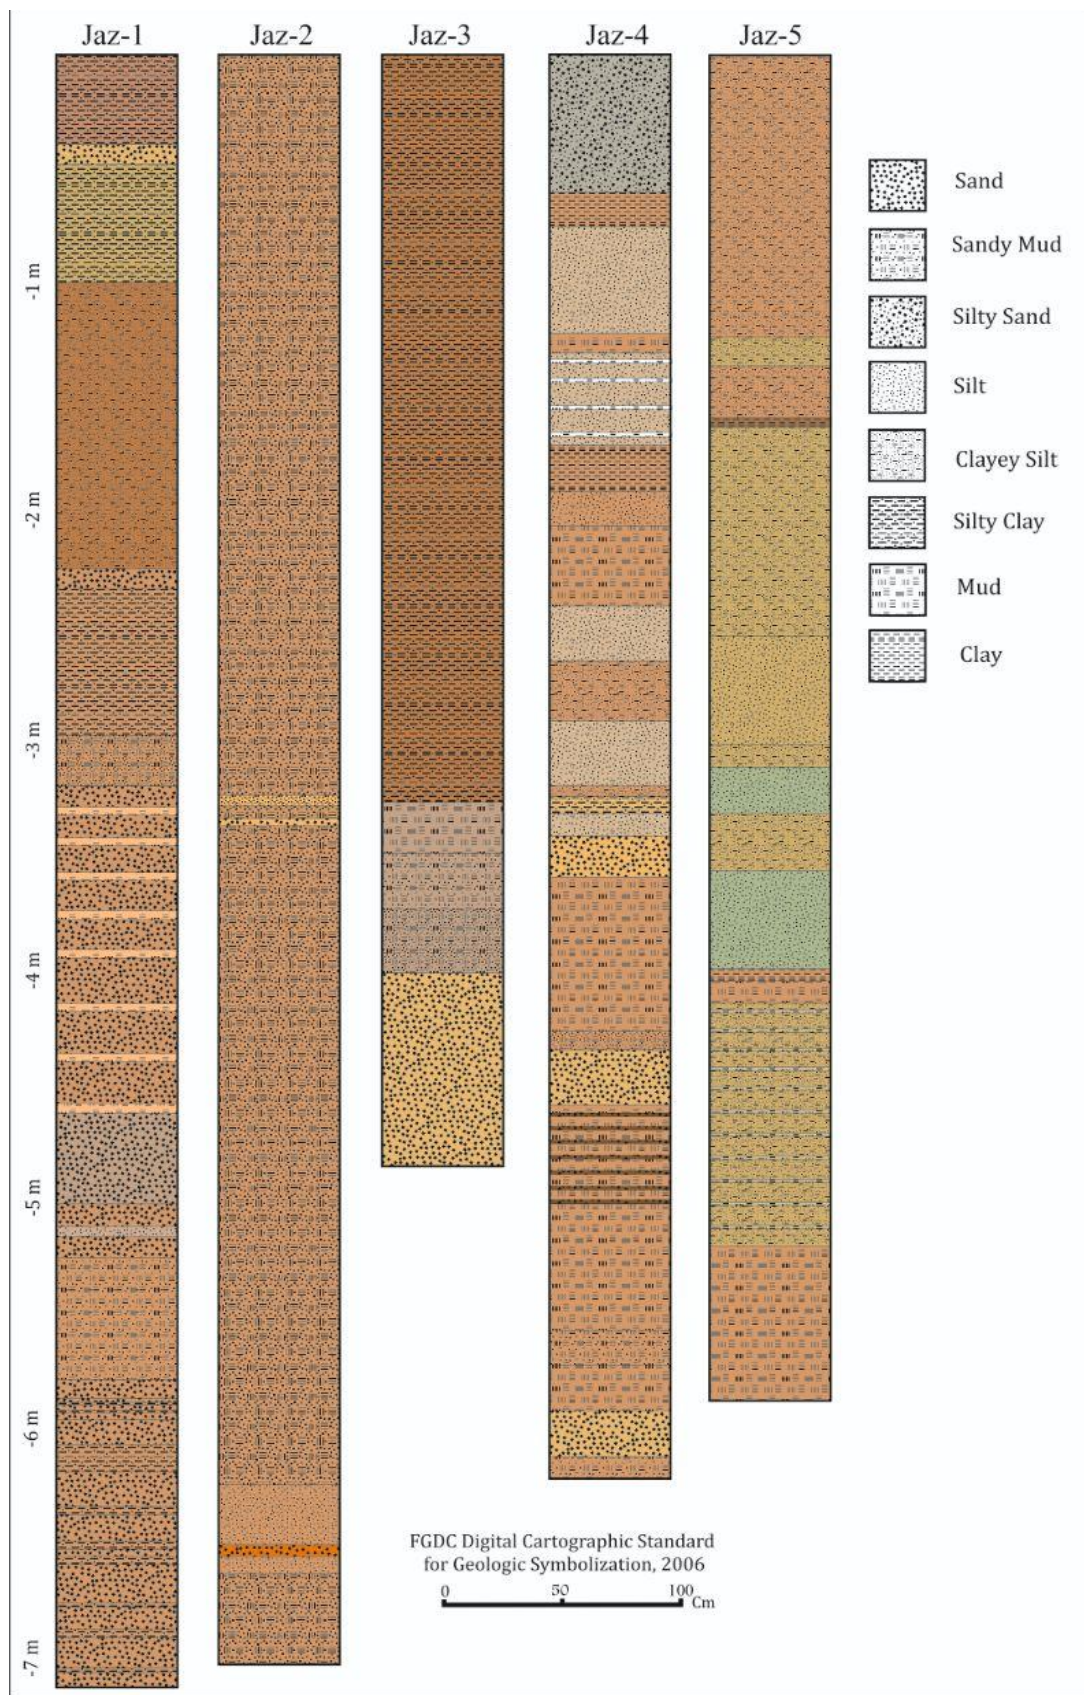 Jaz-1
Jaz-2
Jaz-3
Jaz-4
Jaz-5
-1 m
-2 m
-3 m
-4 m
-5 m
-6 m
-7 m
Sand
Sandy Mud
Silty Sand
Silt
Clayey Silt
Silty Clay
Mud
Clay
FGDC Digital Cartographic Standard
for Geologic Symbolization, 2006
0 50 100
Cm